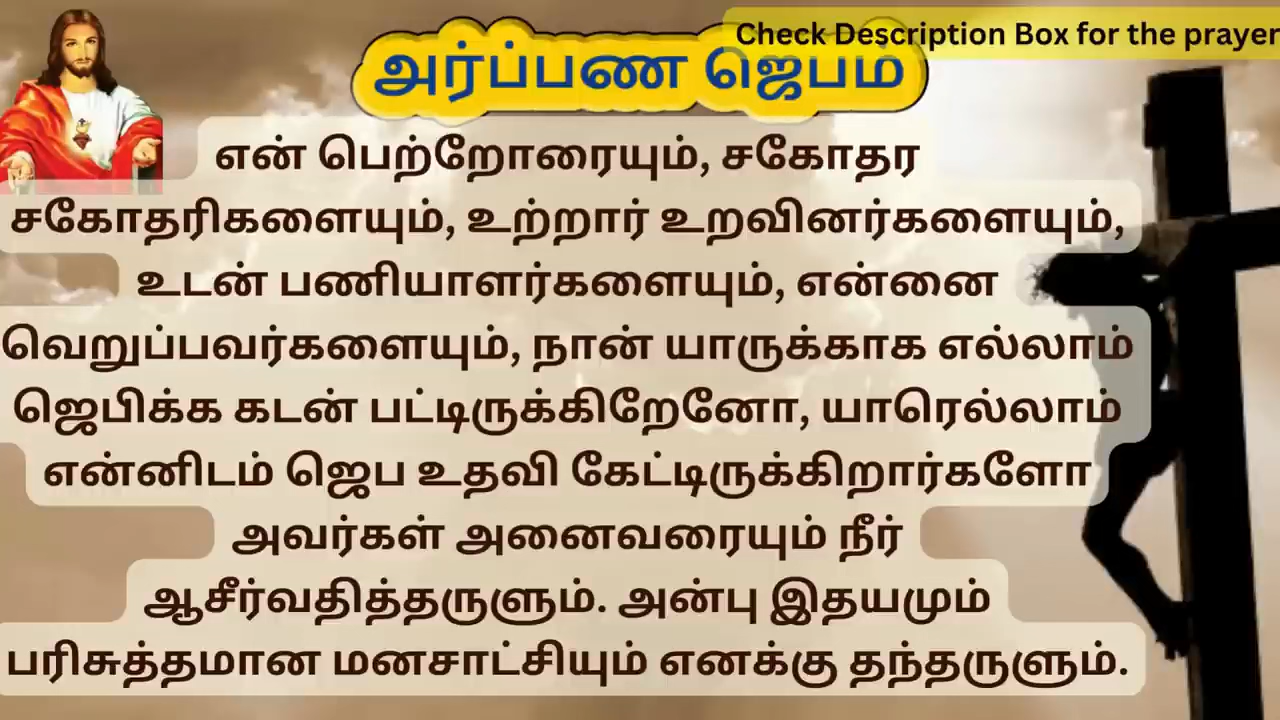 Check Description Box for the prayer
அர்ப்பண ஜெபம்
என் பெற்றோரையும், சகோதர
சகோதரிகளையும், உற்றார் உறவினர்களையும்,
உடன் பணியாளர்களையும், என்னை
வெறுப்பவர்களையும், நான் யாருக்காக எல்லாம்
ஜெபிக்க கடன் பட்டிருக்கிறேனோ, யாரெல்லாம்
என்னிடம் ஜெப உதவி கேட்டிருக்கிறார்களோ
அவர்கள் அனைவரையும் நீர்
ஆசீர்வதித்தருளும். அன்பு இதயமும்
பரிசுத்தமான மனசாட்சியும் எனக்கு தந்தருளும்.